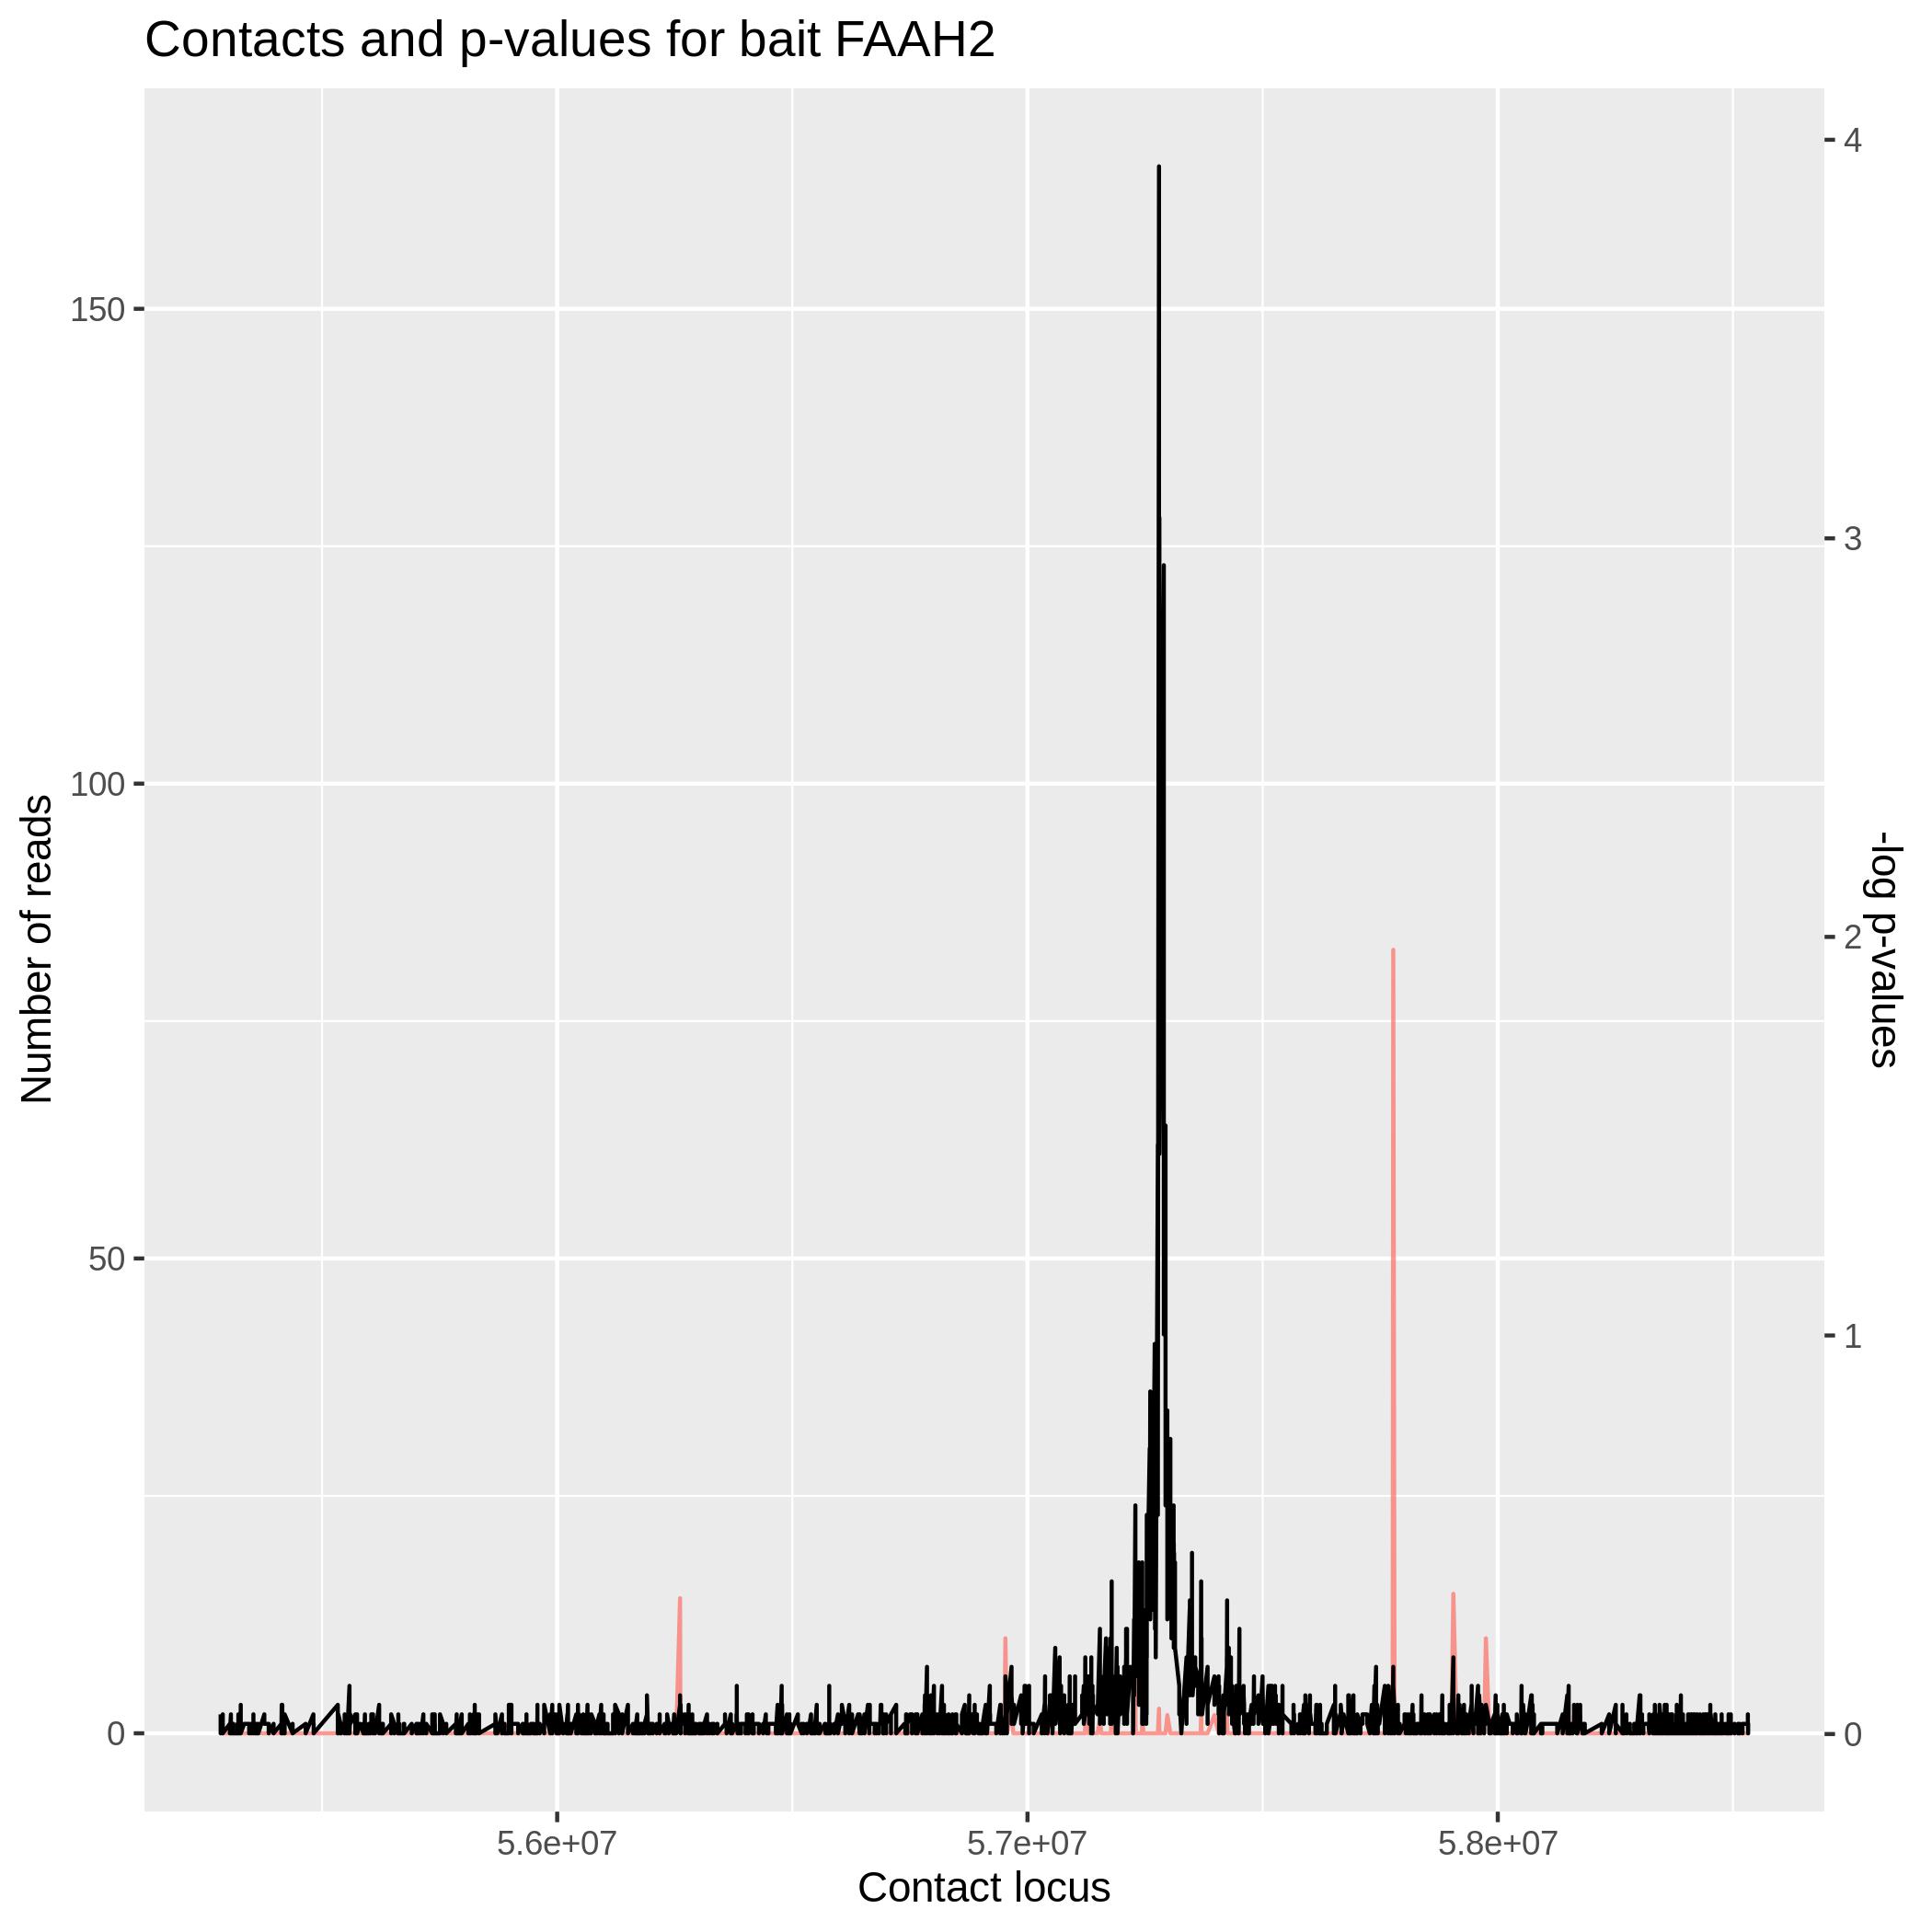 Contacts and p-values for bait FAAH2
Number of reads
150
100
50
0
4
3
2
1
0
-log p-values
5.6e+07
5.7e+07
5.8e+07
Contact locus